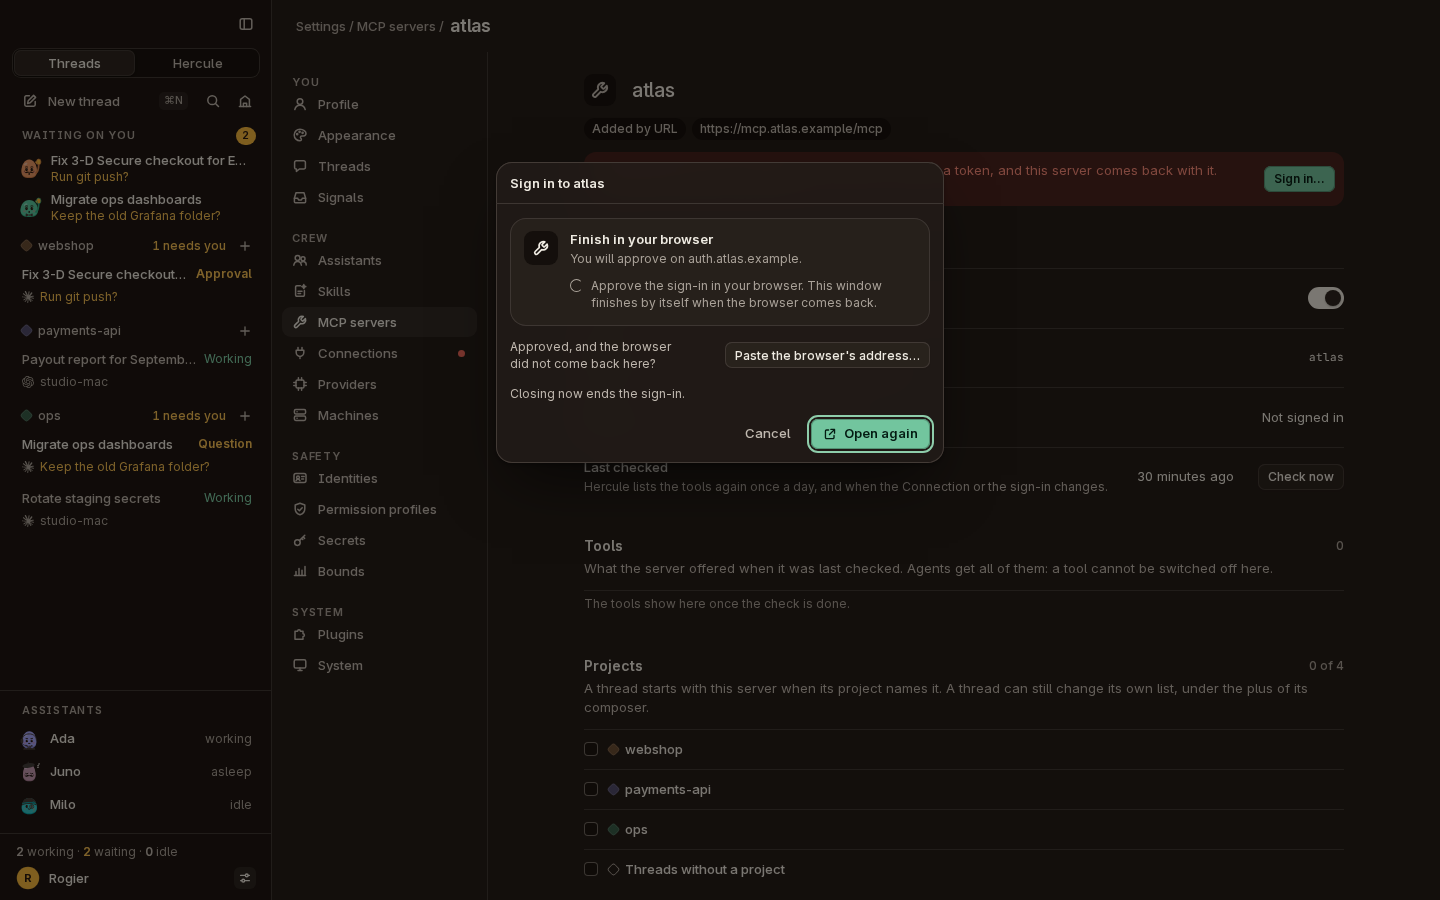 Threads
Hercule
New thread
⌘N
WAITING ON YOU
2
Fix 3-D Secure checkout for E…
Run git push?
Migrate ops dashboards
Keep the old Grafana folder?
webshop
1 needs you
Fix 3-D Secure checkout…
Approval
Run git push?
payments-api
Payout report for Septemb…
Working
studio-mac
ops
1 needs you
Migrate ops dashboards
Question
Keep the old Grafana folder?
Rotate staging secrets
Working
studio-mac
ASSISTANTS
Ada
working
Juno
asleep
Milo
idle
2 working · 2 waiting · 0 idle
R
Rogier
Settings / MCP servers / atlas
YOU
Profile
Appearance
Threads
Signals
CREW
Assistants
Skills
MCP servers
Connections
Providers
Machines
SAFETY
Identities
Permission profiles
Secrets
Bounds
SYSTEM
Plugins
System
atlas
Added by URL
https://mcp.atlas.example/mcp
a token, and this server comes back with it.
Sign in…
Sign in to atlas
Finish in your browser
You will approve on auth.atlas.example.
Approve the sign-in in your browser. This window
finishes by itself when the browser comes back.
Approved, and the browser
did not come back here?
Paste the browser's address…
Closing now ends the sign-in.
Cancel
Open again
atlas
Not signed in
Last checked
Hercule lists the tools again once a day, and when the Connection or the sign-in changes.
30 minutes ago
Check now
Tools
0
What the server offered when it was last checked. Agents get all of them: a tool cannot be switched off here.
The tools show here once the check is done.
Projects
0 of 4
A thread starts with this server when its project names it. A thread can still change its own list, under the plus of its
composer.
webshop
payments-api
ops
Threads without a project